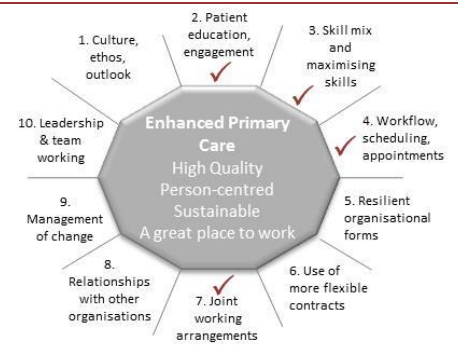 1. Culture,
ethos,
outlook
2. Patient
education,
engagement
3. Skill mix
and
maximising
skills
4. Workflow,
scheduling,
appointments
5. Resilient
organisational
forms
6. Use of
more flexible
contracts
7. Joint
working
arrangements
8.
Relationships
with other
organisations
9.
Management
of change
10. Leadership
& team
working
Enhanced Primary
Care
High Quality
Person-centred
Sustainable
A great place to work